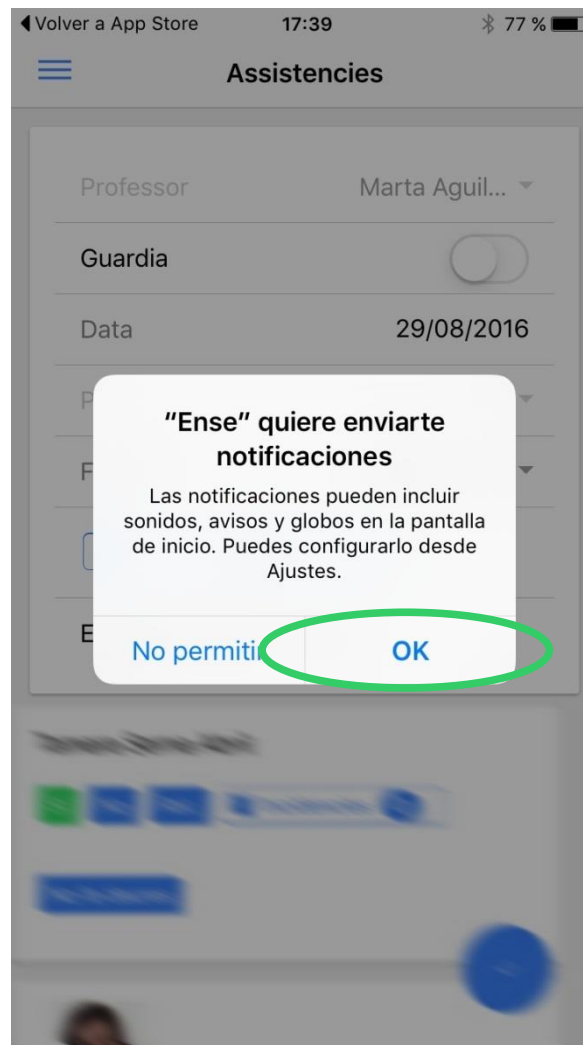 Volver a App Store 17:39 77 %
Assistencies
Professor Marta Aguil...
Guardia
Data 29/08/2016
P
"Ense" quiere enviarte
notificaciones
F
Las notificaciones pueden incluir
sonidos, avisos y globos en la pantalla
de inicio. Puedes configurarlo desde
Ajustes.
E
No permitir OK